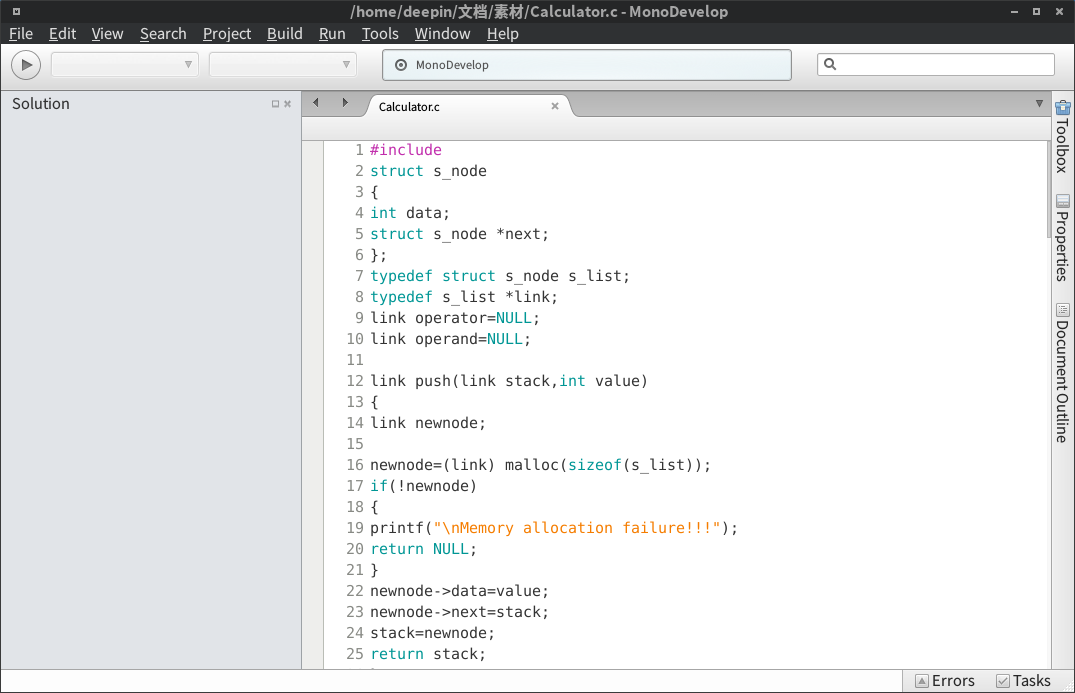 /home/deepin/文档/素材/Calculator.c - MonoDevelop
File Edit View Search Project Build Run Tools Window Help
MonoDevelop
Solution
Calculator.c
1 #include
2 struct s_node
3 {
4 int data;
5 struct s_node *next;
6 };
7 typedef struct s_node s_list;
8 typedef s_list *link;
9 link operator=NULL;
10 link operand=NULL;
11
12 link push(link stack,int value)
13 {
14 link newnode;
15
16 newnode=(link) malloc(sizeof(s_list));
17 if(!newnode)
18 {
19 printf("\nMemory allocation failure!!!");
20 return NULL;
21 }
22 newnode->data=value;
23 newnode->next=stack;
24 stack=newnode;
25 return stack;
Toolbox
Properties
Document Outline
Errors Tasks